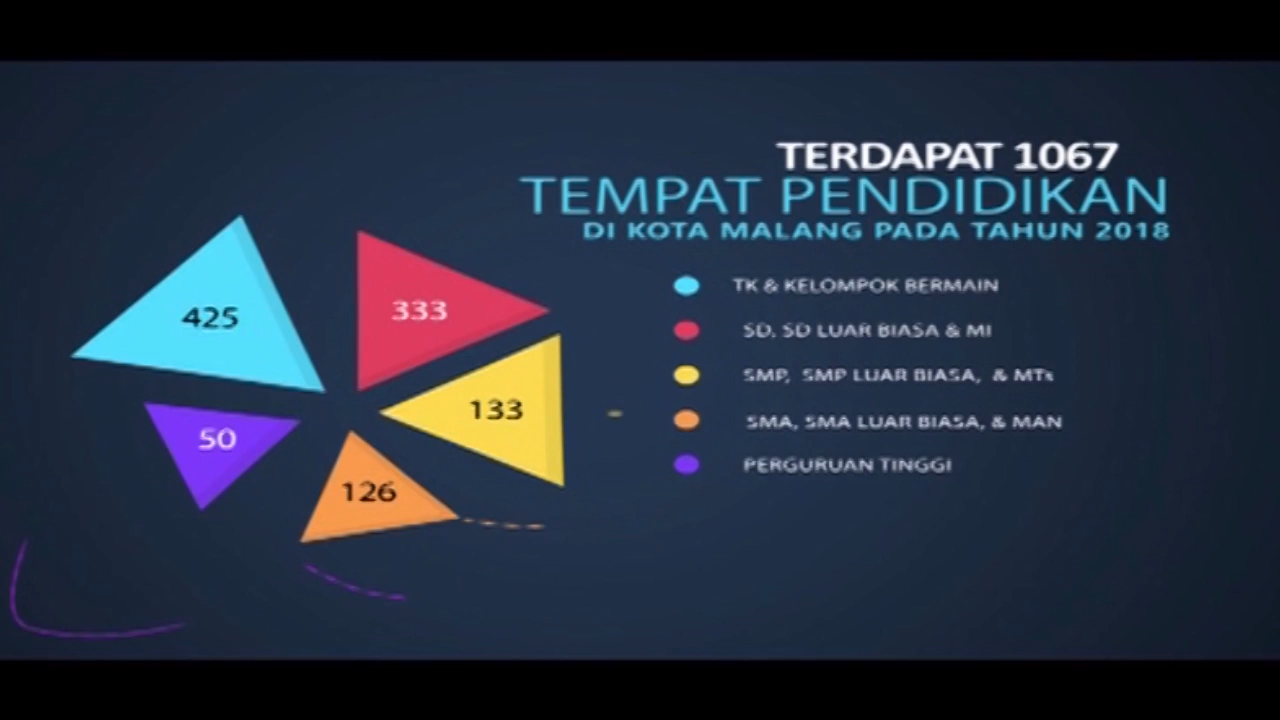 TERDAPAT 1067
TEMPAT PENDIDIKAN
DI KOTA MALANG PADA TAHUN 2018
425
333
133
50
126
TK & KELOMPOK BERMAIN
SD, SD LUAR BIASA & MI
SMP, SMP LUAR BIASA, & MTs
SMA, SMA LUAR BIASA, & MAN
PERGURUAN TINGGI